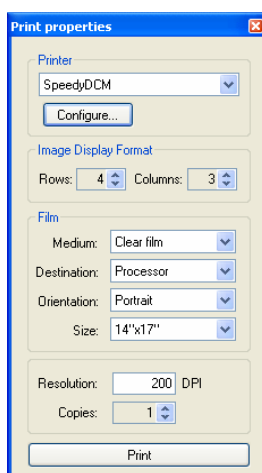 Print properties
Printer
SpeedyDCM
Configure...
Image Display Format
Rows: 4 Columns: 3
Film
Medium: Clear film
Destination: Processor
Orientation: Portrait
Size: 14"x17"
Resolution: 200 DPI
Copies: 1
Print